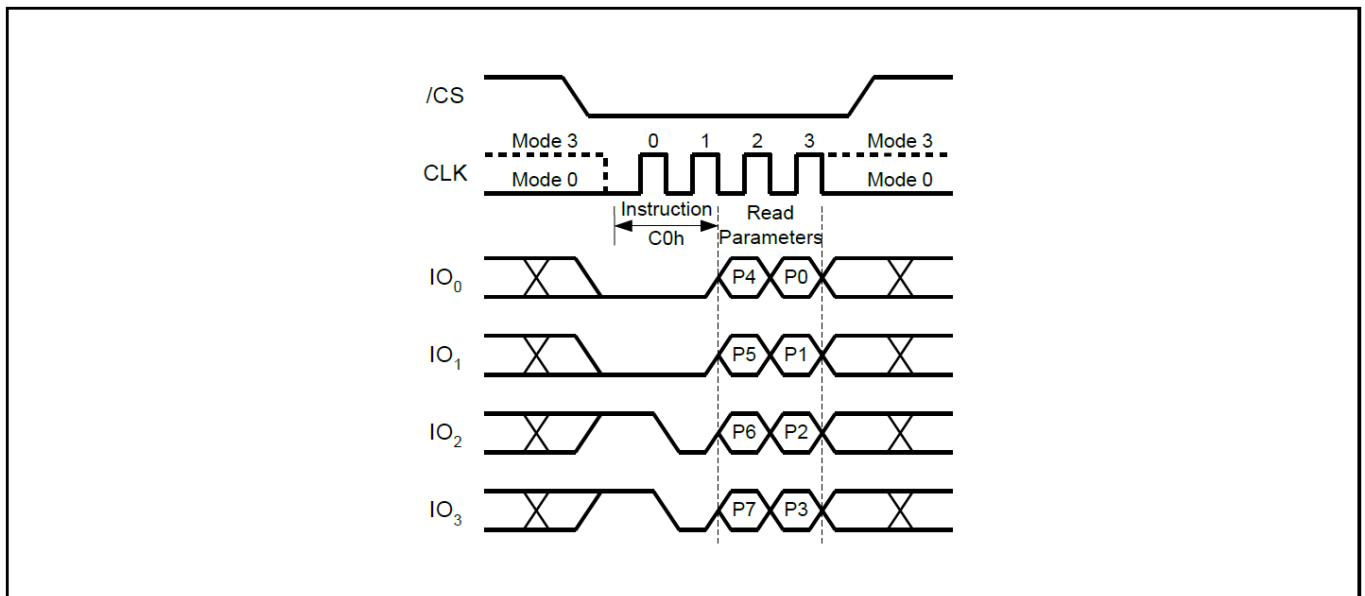 /CS
Mode 3 0 1 2 3 Mode 3
CLK
Mode 0 Mode 0
Instruction Read
C0h Parameters
IO0 P4 P0
IO1 P5 P1
IO2 P6 P2
IO3 P7 P3